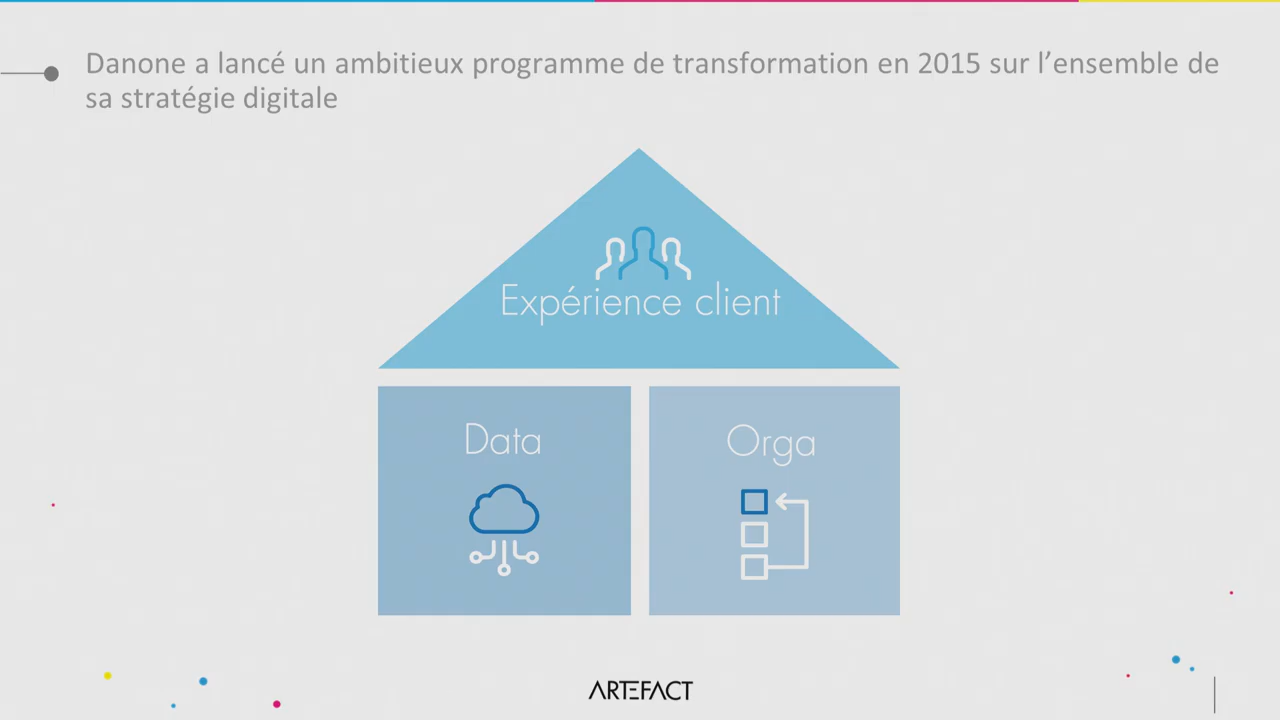 Danone a lancé un ambitieux programme de transformation en 2015 sur l’ensemble de
sa stratégie digitale
Expérience client
Data
Orga
ARTEFACT